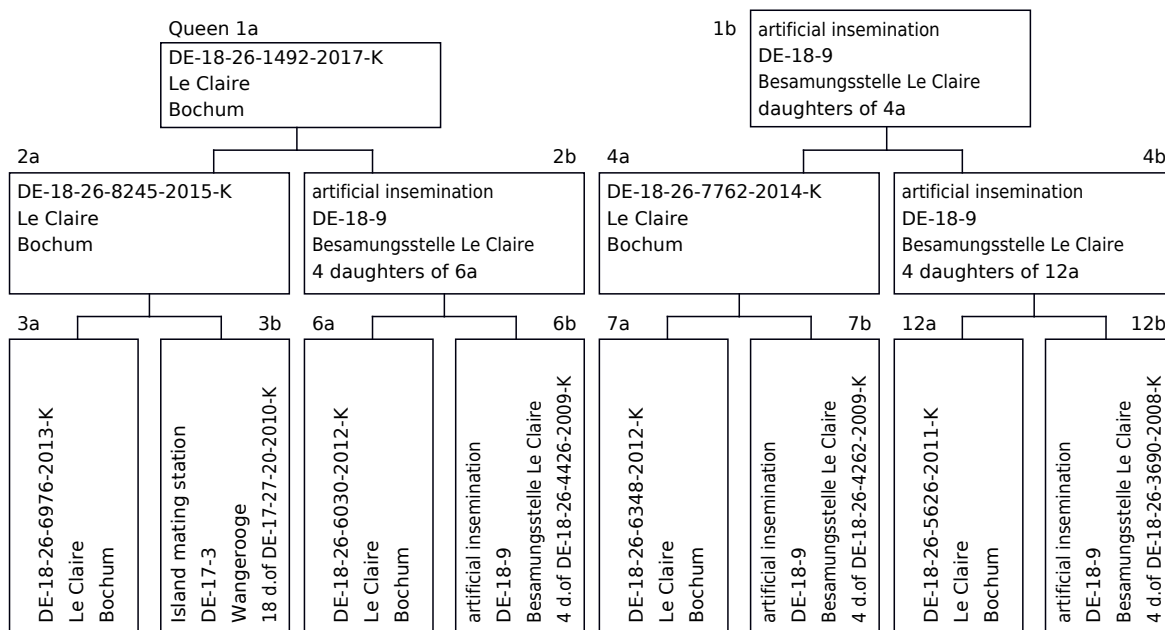 Queen 1a
DE-18-26-1492-2017-K
Le Claire
Bochum
1b
artificial insemination
DE-18-9
Besamungsstelle Le Claire
daughters of 4a
2a
DE-18-26-8245-2015-K
Le Claire
Bochum
2b
artificial insemination
DE-18-9
Besamungsstelle Le Claire
4 daughters of 6a
4a
DE-18-26-7762-2014-K
Le Claire
Bochum
4b
artificial insemination
DE-18-9
Besamungsstelle Le Claire
4 daughters of 12a
3a
DE-18-26-6976-2013-K
Le Claire
Bochum
3b
Island mating station
DE-17-3
Wangerooge
18 d.of DE-17-27-20-2010-K
6a
DE-18-26-6030-2012-K
Le Claire
Bochum
6b
artificial insemination
DE-18-9
Besamungsstelle Le Claire
4 d.of DE-18-26-4426-2009-K
7a
DE-18-26-6348-2012-K
Le Claire
Bochum
7b
artificial insemination
DE-18-9
Besamungsstelle Le Claire
4 d.of DE-18-26-4262-2009-K
12a
DE-18-26-5626-2011-K
Le Claire
Bochum
12b
artificial insemination
DE-18-9
Besamungsstelle Le Claire
4 d.of DE-18-26-3690-2008-K